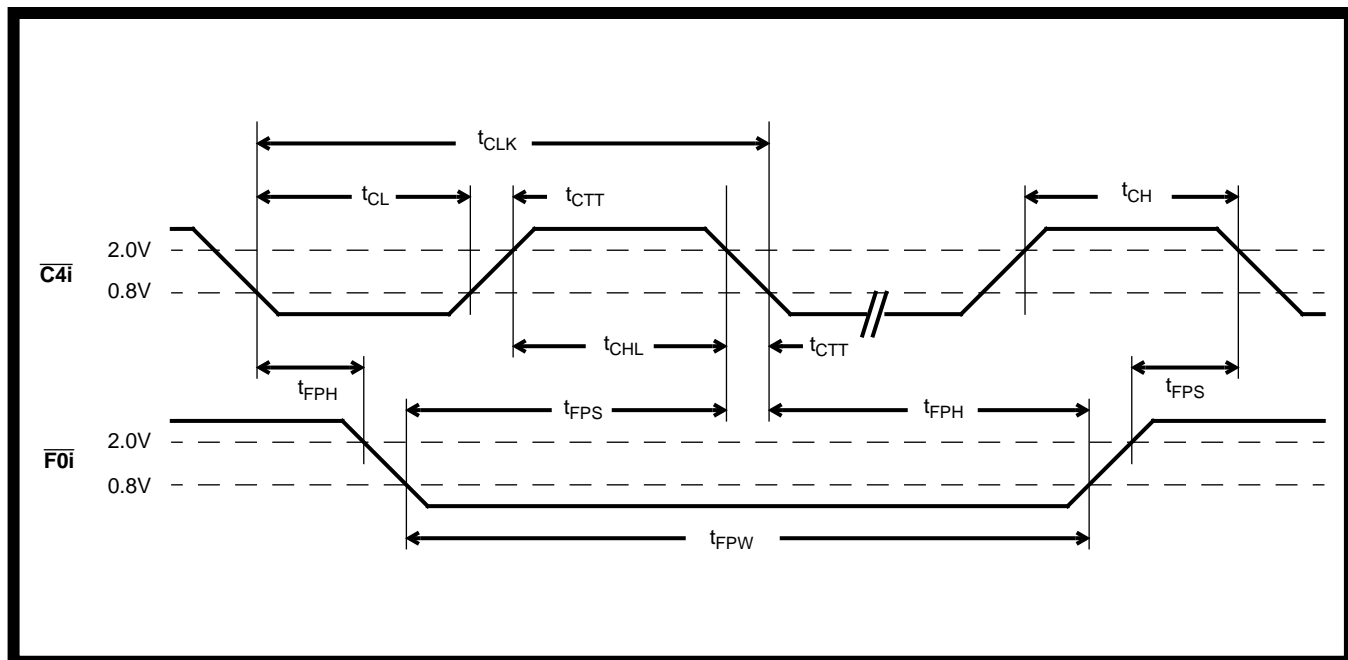 tCLK
tCL
tCTT
tCH
2.0V
C4i
0.8V
tCHL
tCTT
tFPH
tFPS
tFPS
tFPH
2.0V
F0i
0.8V
tFPW